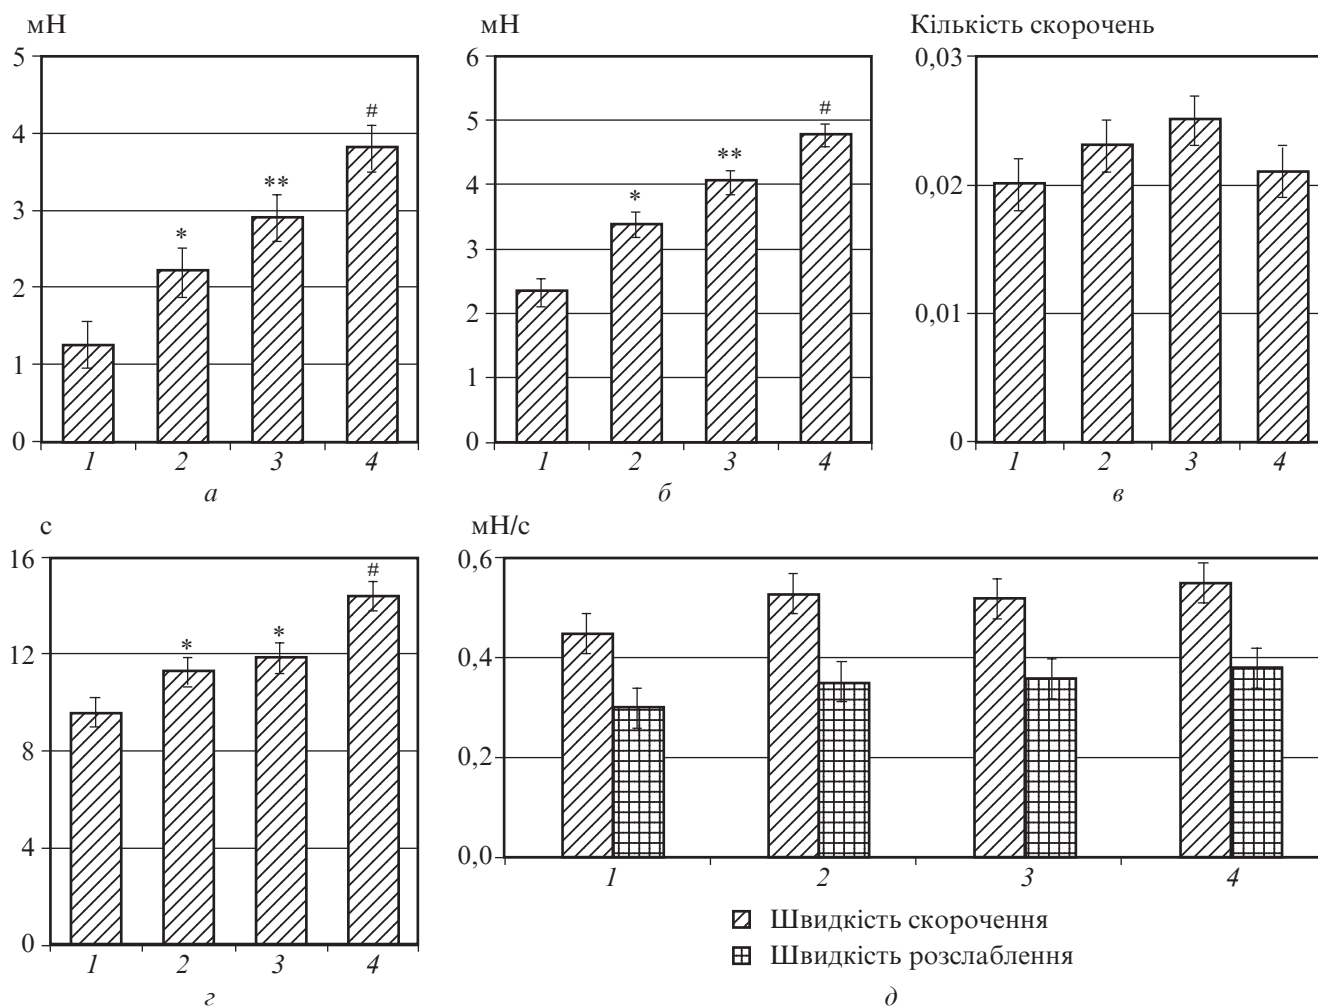 мН
5
4
3
2
1
0
*
**
#
1 2 3 4
а
мН
6
5
4
3
2
1
0
*
**
#
1 2 3 4
б
Кількість скорочень
0,03
0,02
0,01
0
1 2 3 4
в
с
16
12
8
4
0
*
*
#
1 2 3 4
г
мН/с
0,6
0,4
0,2
0,0
1 2 3 4
Швидкість скорочення
Швидкість розслаблення
д